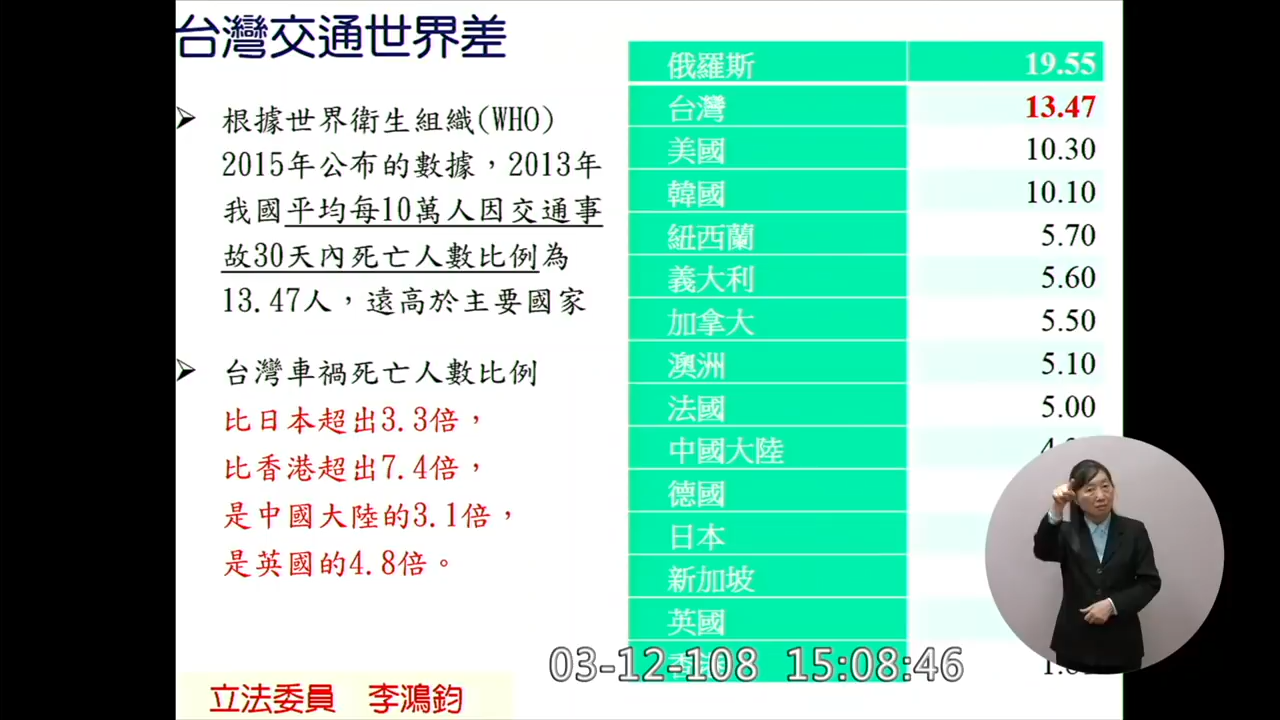 台灣交通世界差
根據世界衛生組織(WHO)
2015年公布的數據，2013年
我國平均每10萬人因交通事
故30天內死亡人數比例為
13.47人，遠高於主要國家
台灣車禍死亡人數比例
比日本超出3.3倍，
比香港超出7.4倍，
是中國大陸的3.1倍，
是英國的4.8倍。
立法委員 李鴻鈞
俄羅斯 19.55
台灣 13.47
美國 10.30
韓國 10.10
紐西蘭 5.70
義大利 5.60
加拿大 5.50
澳洲 5.10
法國 5.00
中國大陸
德國
日本
新加坡
英國
03-12-108 15:08:46